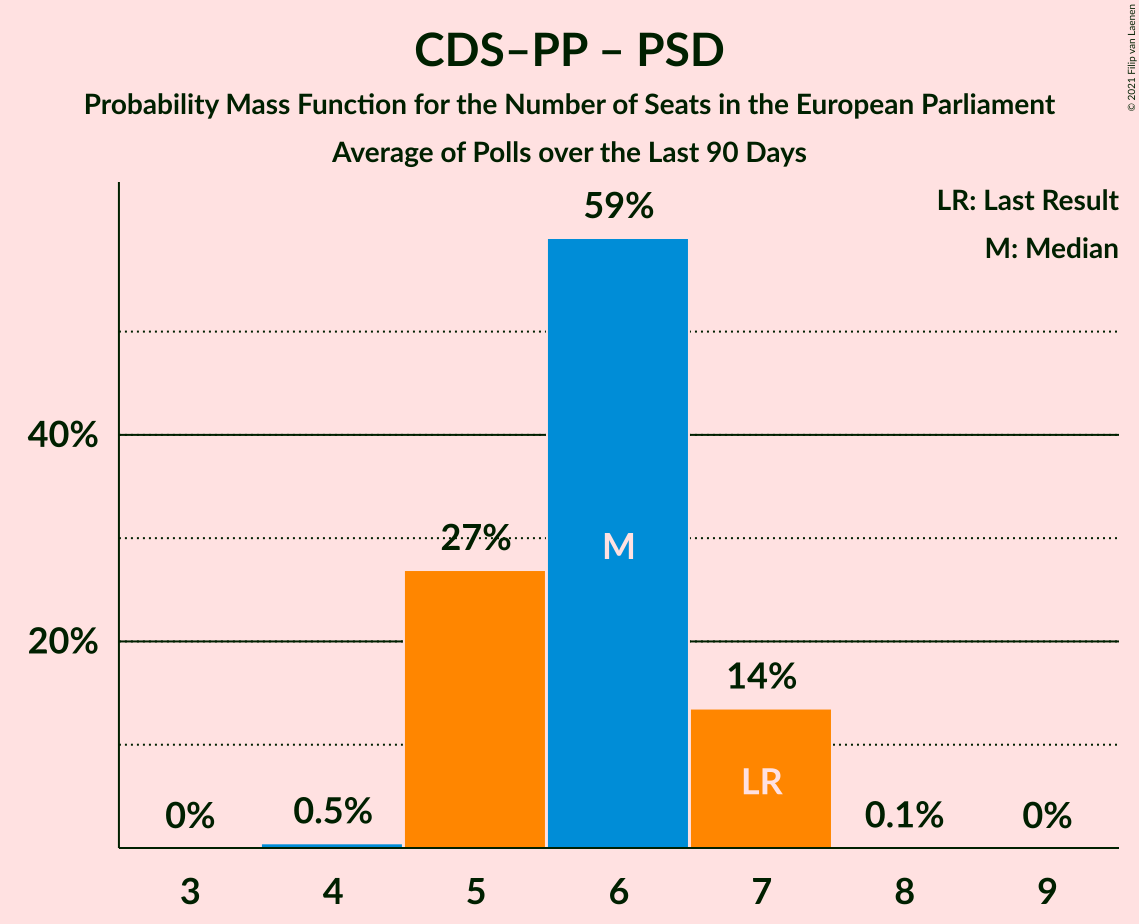 CDS–PP – PSD
Probability Mass Function for the Number of Seats in the European Parliament
Average of Polls over the Last 90 Days
© 2021 Filip van Laenen
LR: Last Result
M: Median
59%
40%
27%
M
20%
14%
LR
0%
0.5%
0.1%
0%
3
4
5
6
7
8
9